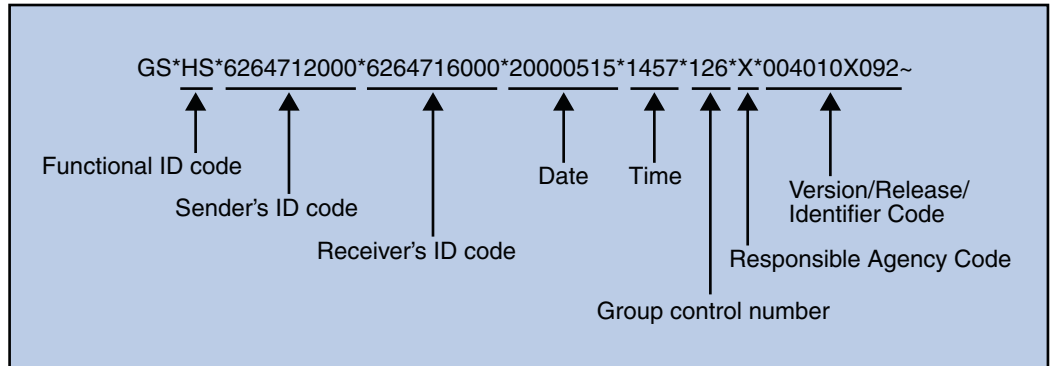 GS*HS*6264712000*6264716000*20000515*1457*126*X*004010X092~
Functional ID code
Date
Time
Version/Release/
Identifier Code
Sender's ID code
Receiver's ID code
Responsible Agency Code
Group control number